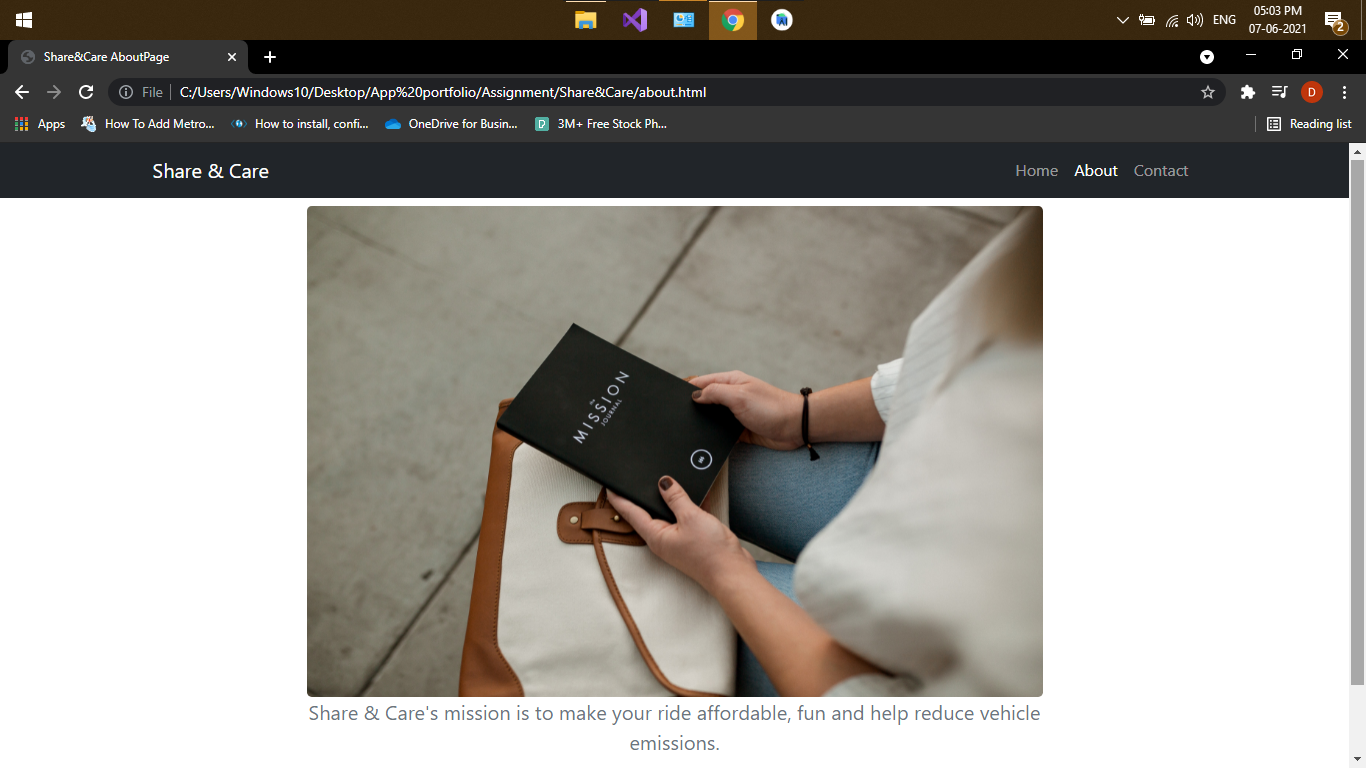 05:03 PM
ENG
07-06-2021
2
Share&Care AboutPage
File
C:/Users/Windows10/Desktop/App%20portfolio/Assignment/Share&Care/about.html
D
Apps
How To Add Metro...
How to install, confi...
OneDrive for Busin...
3M+ Free Stock Ph...
Reading list
Share & Care
Home
About
Contact
MISSION
JOURNAL
Share & Care's mission is to make your ride affordable, fun and help reduce vehicle
emissions.